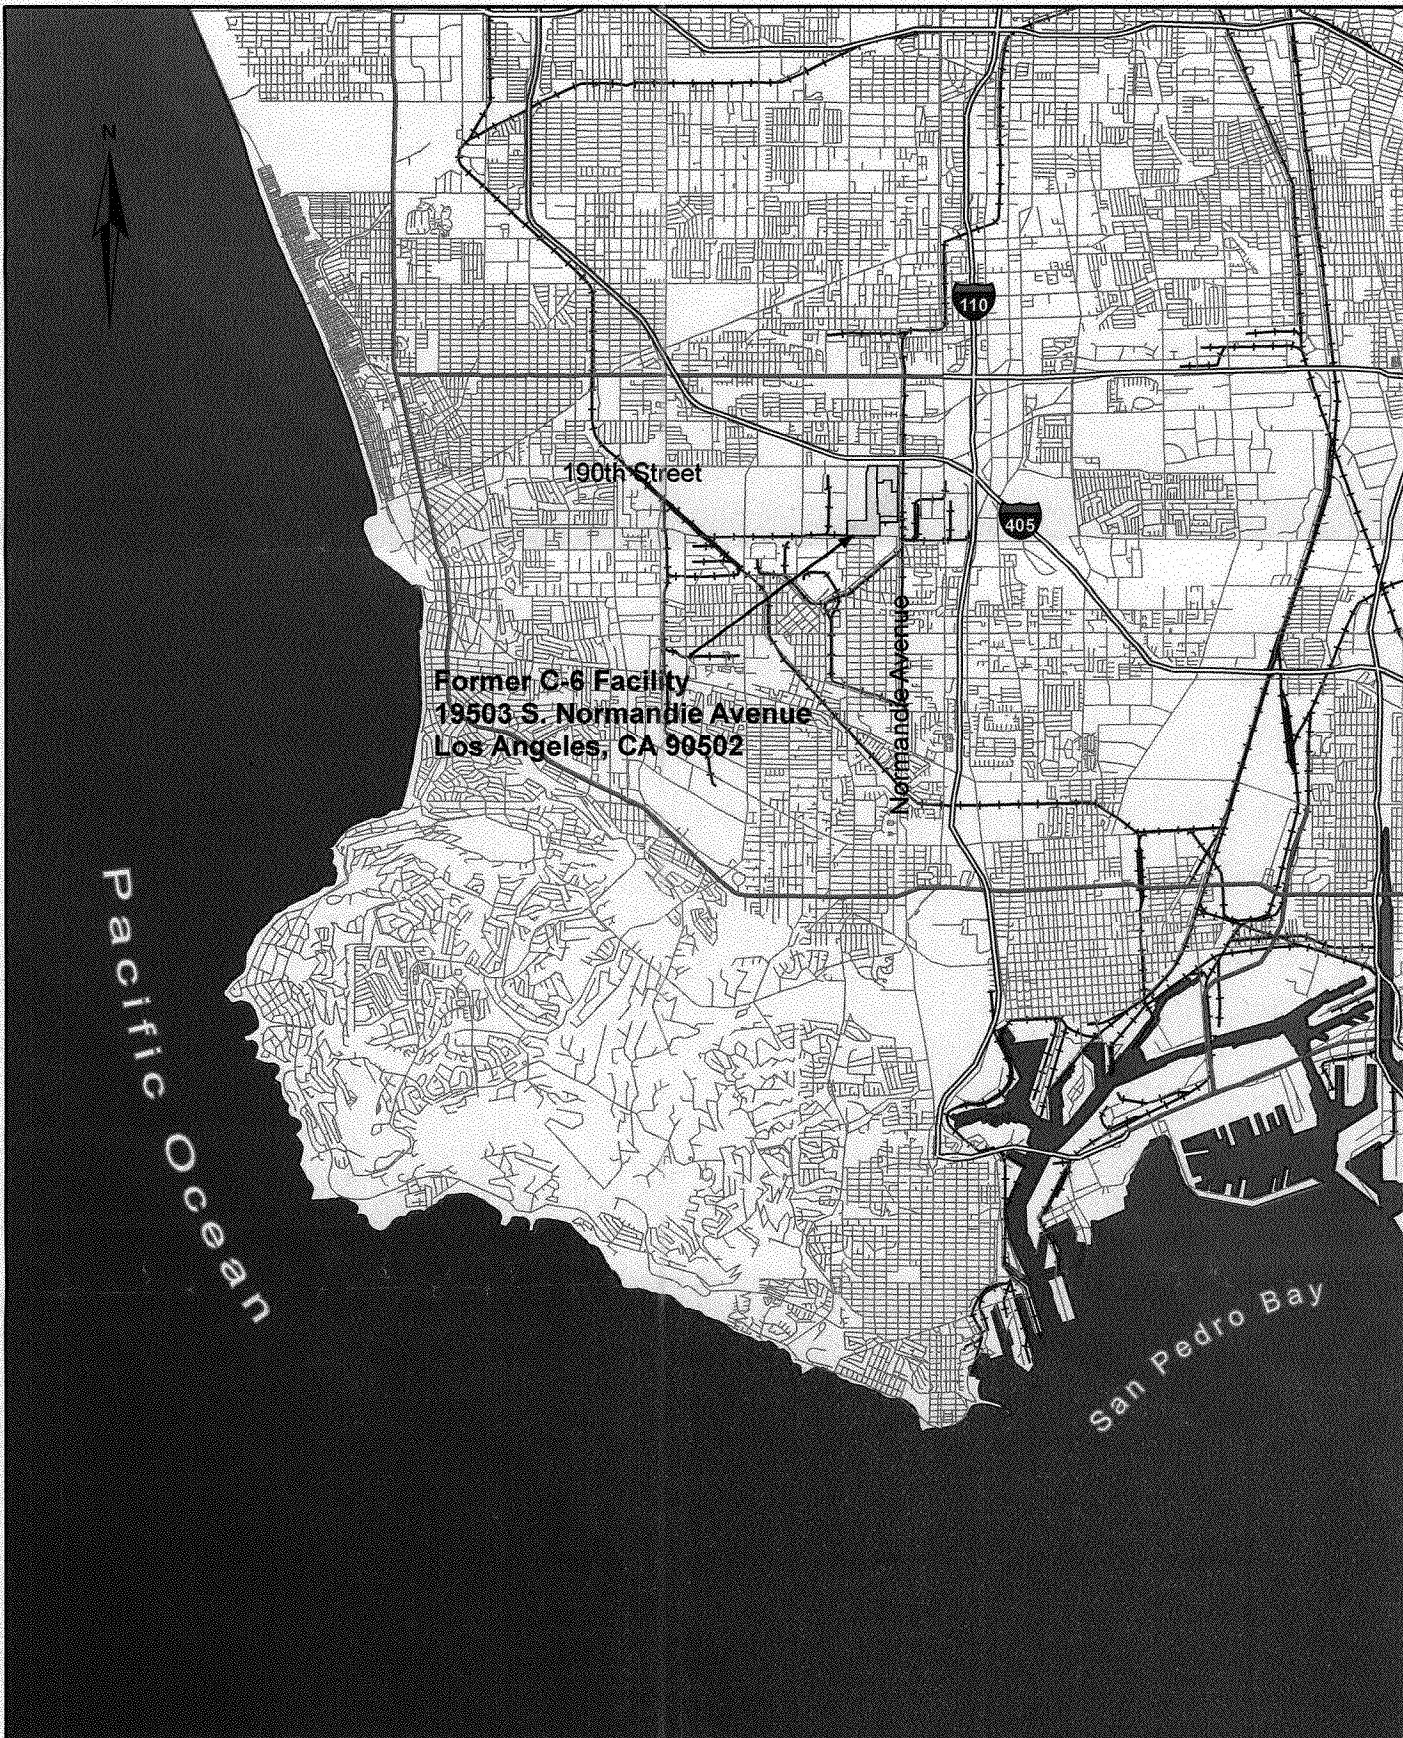 N
110
190th Street
405
Normandie Avenue
Former C-6 Facility
19503 S. Normandie Avenue
Los Angeles, CA 90502
Pacific Ocean
San Pedro Bay